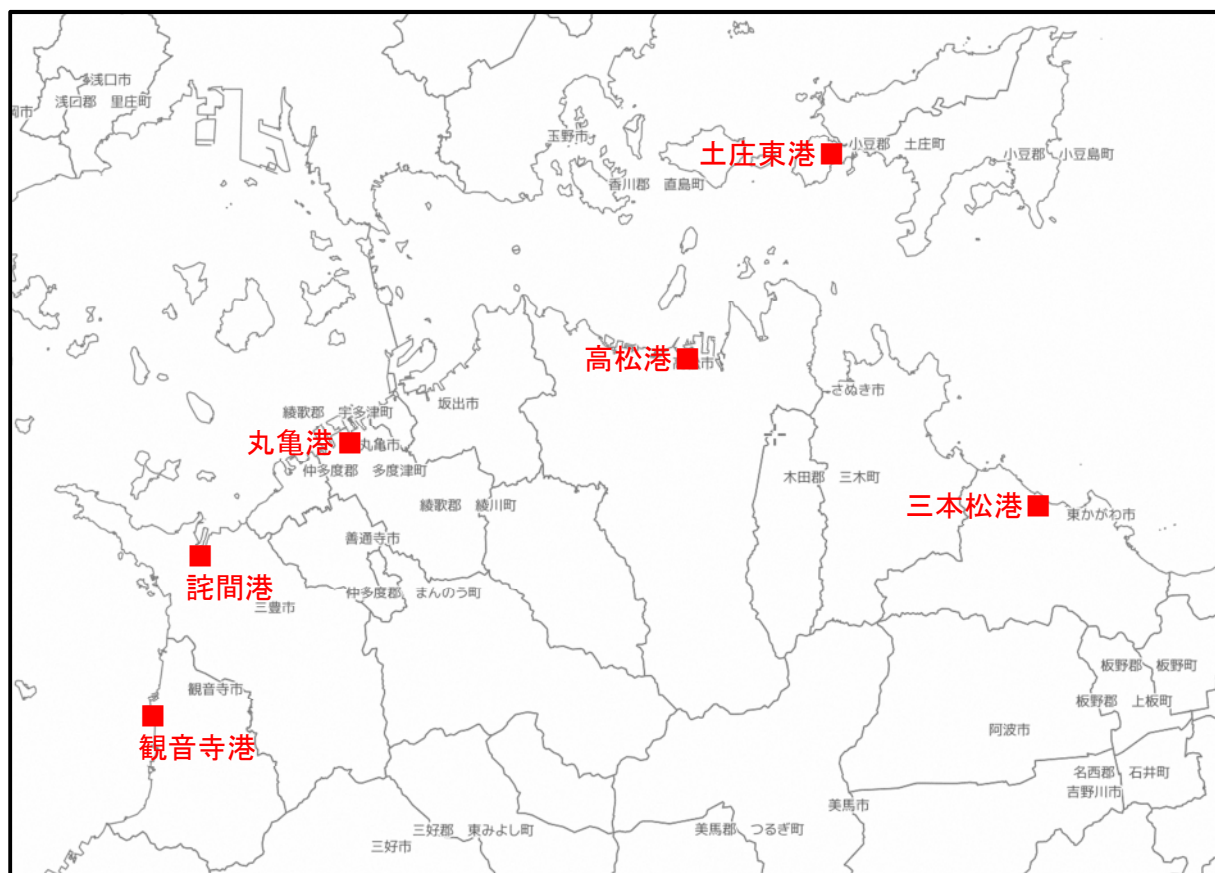 浅口市
浅口郡 里庄町
岡市
玉野市
土庄東港
小豆郡 土庄町
小豆郡 小豆島町
香川郡 直島町
高松港
さぬき市
坂出市
綾歌郡 宇多津町
丸亀港
丸亀市
仲多度郡 多度津町
木田郡 三木町
綾歌郡 綾川町
三本松港
東かがわ市
善通寺市
詫間港
仲多度郡 まんのう町
三豊市
板野郡 板野町
観音寺市
板野郡 上板町
観音寺港
阿波市
名西郡 石井町
吉野川市
美馬市
三好郡 東みよし町
美馬郡 つるぎ町
三好市